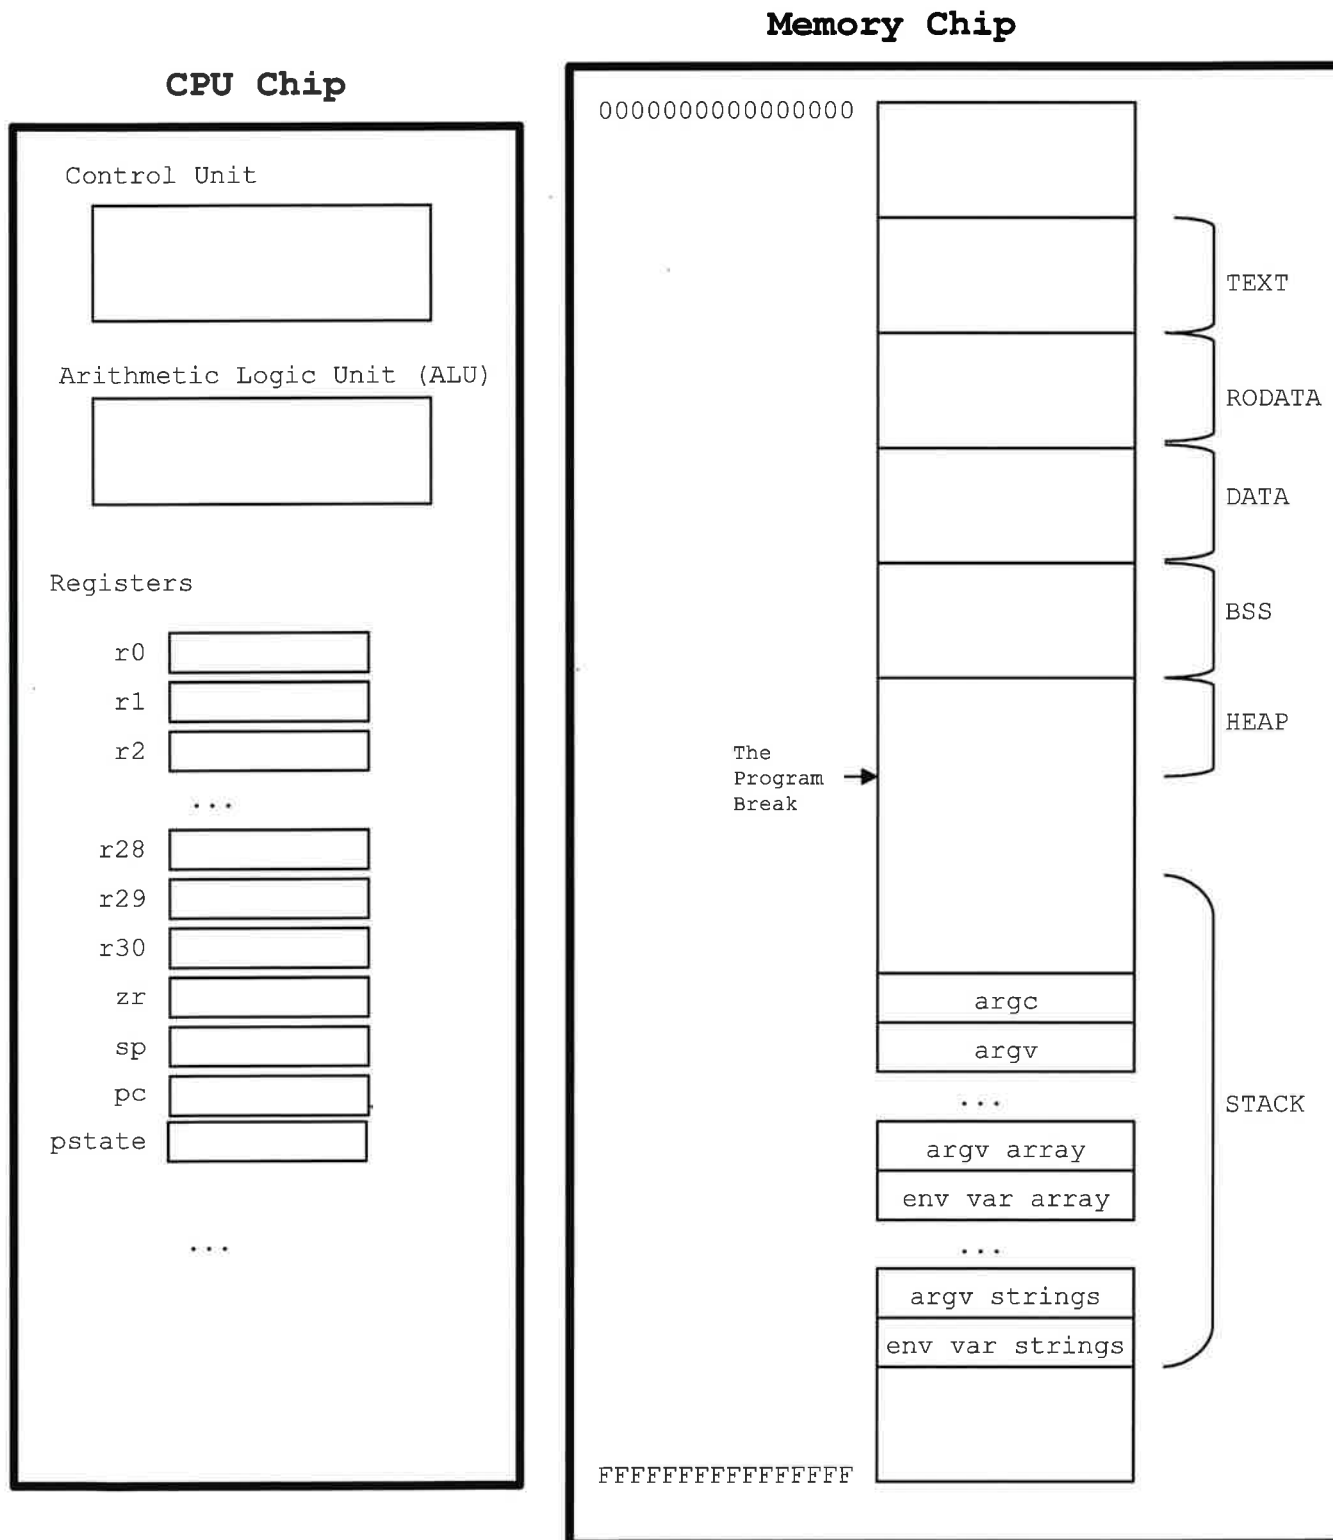 Memory Chip
CPU Chip
0000000000000000
Control Unit
TEXT
Arithmetic Logic Unit (ALU)
RODATA
DATA
Registers
BSS
r0
r1
HEAP
r2
The
Program
Break
...
r28
r29
r30
zr
argc
sp
argv
pc
...
STACK
pstate
argv array
env var array
...
...
argv strings
env var strings
FFFFFFFFFFFFFFFF